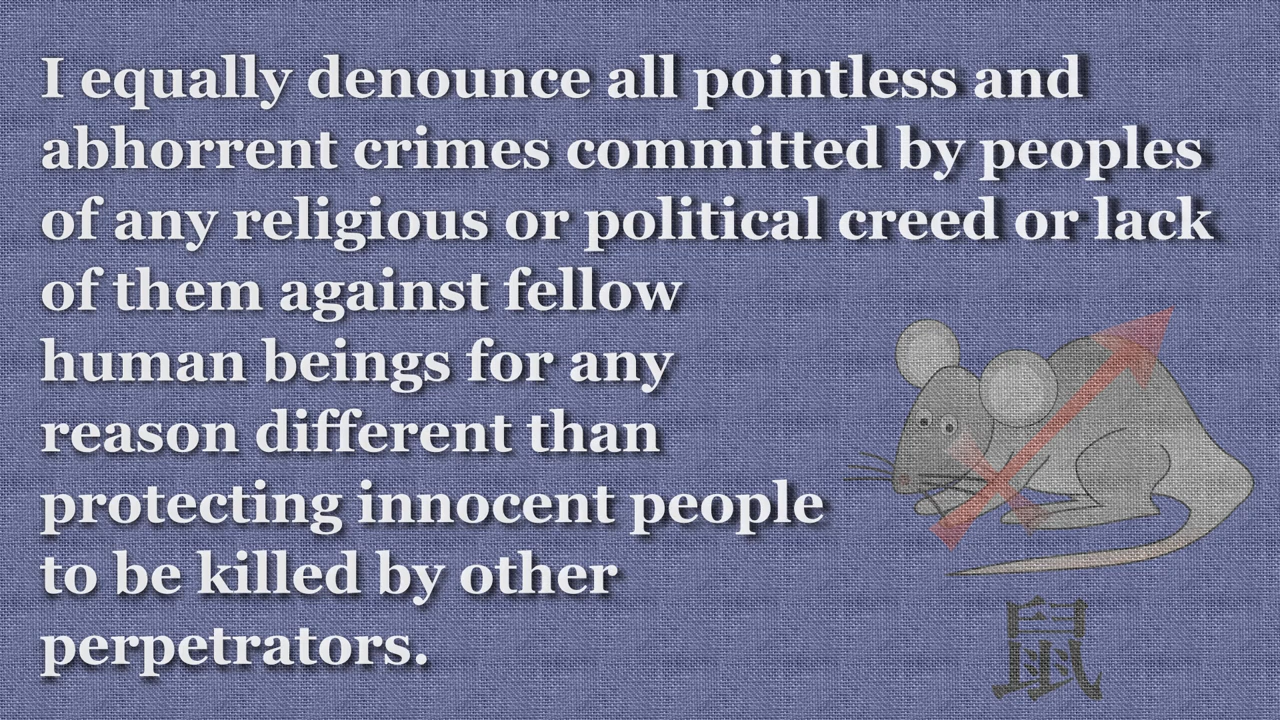 I equally denounce all pointless and
abhorrent crimes committed by peoples
of any religious or political creed or lack
of them against fellow
human beings for any
reason different than
protecting innocent people
to be killed by other
perpetrators.
鼠